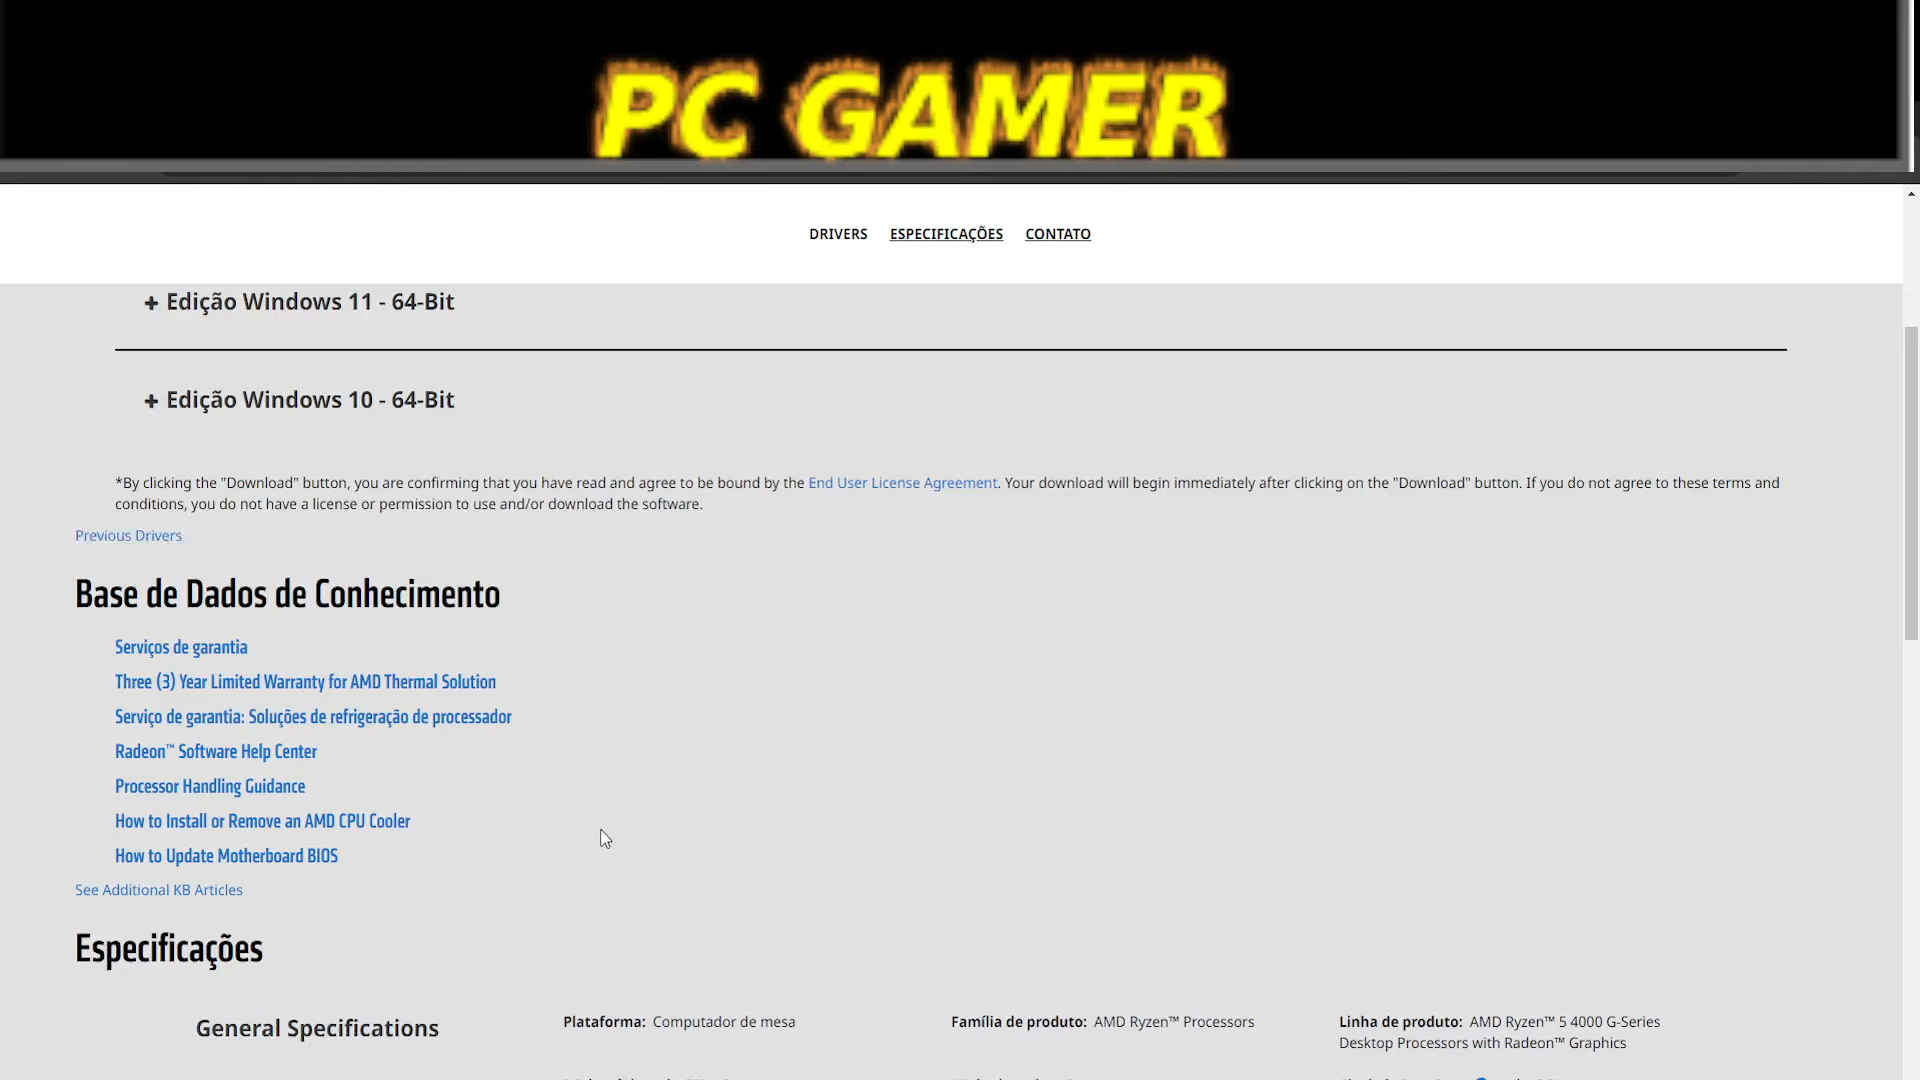 PC GAMER
DRIVERS ESPECIFICAÇÕES CONTATO
+ Edição Windows 11 - 64-Bit
+ Edição Windows 10 - 64-Bit
*By clicking the "Download" button, you are confirming that you have read and agree to be bound by the End User License Agreement. Your download will begin immediately after clicking on the "Download" button. If you do not agree to these terms and
conditions, you do not have a license or permission to use and/or download the software.
Previous Drivers
Base de Dados de Conhecimento
Serviços de garantia
Three (3) Year Limited Warranty for AMD Thermal Solution
Serviço de garantia: Soluções de refrigeração de processador
Radeon™ Software Help Center
Processor Handling Guidance
How to Install or Remove an AMD CPU Cooler
How to Update Motherboard BIOS
See Additional KB Articles
Especificações
General Specifications
Plataforma: Computador de mesa
Família de produto: AMD Ryzen™ Processors
Linha de produto: AMD Ryzen™ 5 4000 G-Series
Desktop Processors with Radeon™ Graphics